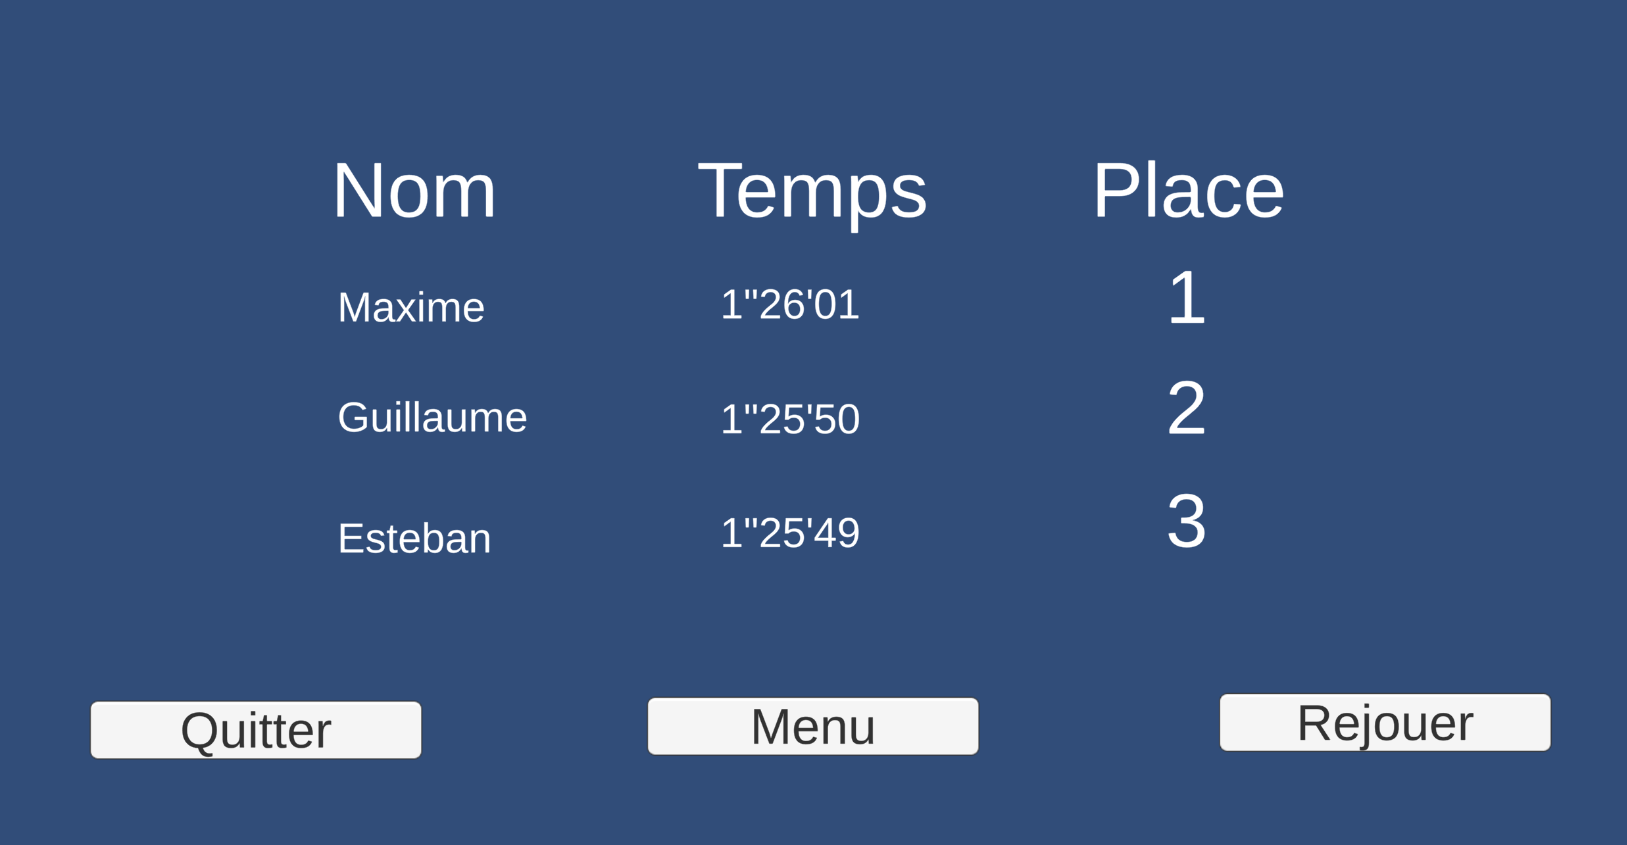 Nom Temps Place
Maxime 1"26'01 1
Guillaume 1"25'50 2
Esteban 1"25'49 3
Quitter Menu Rejouer